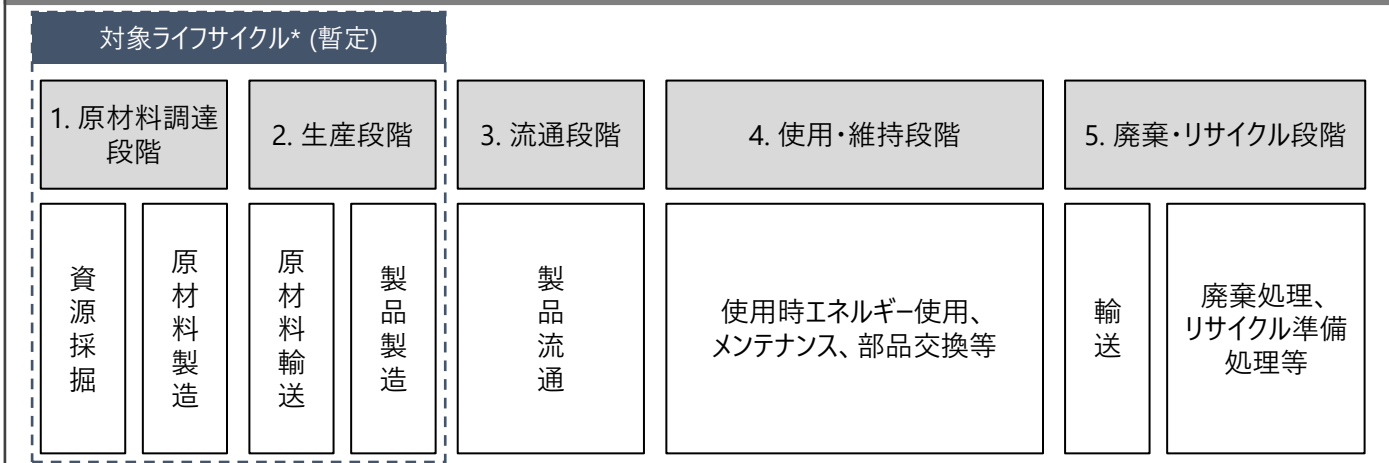 対象ライフサイクル* (暫定)
1. 原材料調達
段階
2. 生産段階
3. 流通段階
4. 使用・維持段階
5. 廃棄・リサイクル段階
資源採掘
原材料製造
原材料輸送
製品製造
製品流通
使用時エネルギー使用、
メンテナンス、部品交換等
輸送
廃棄処理、
リサイクル準備
処理等